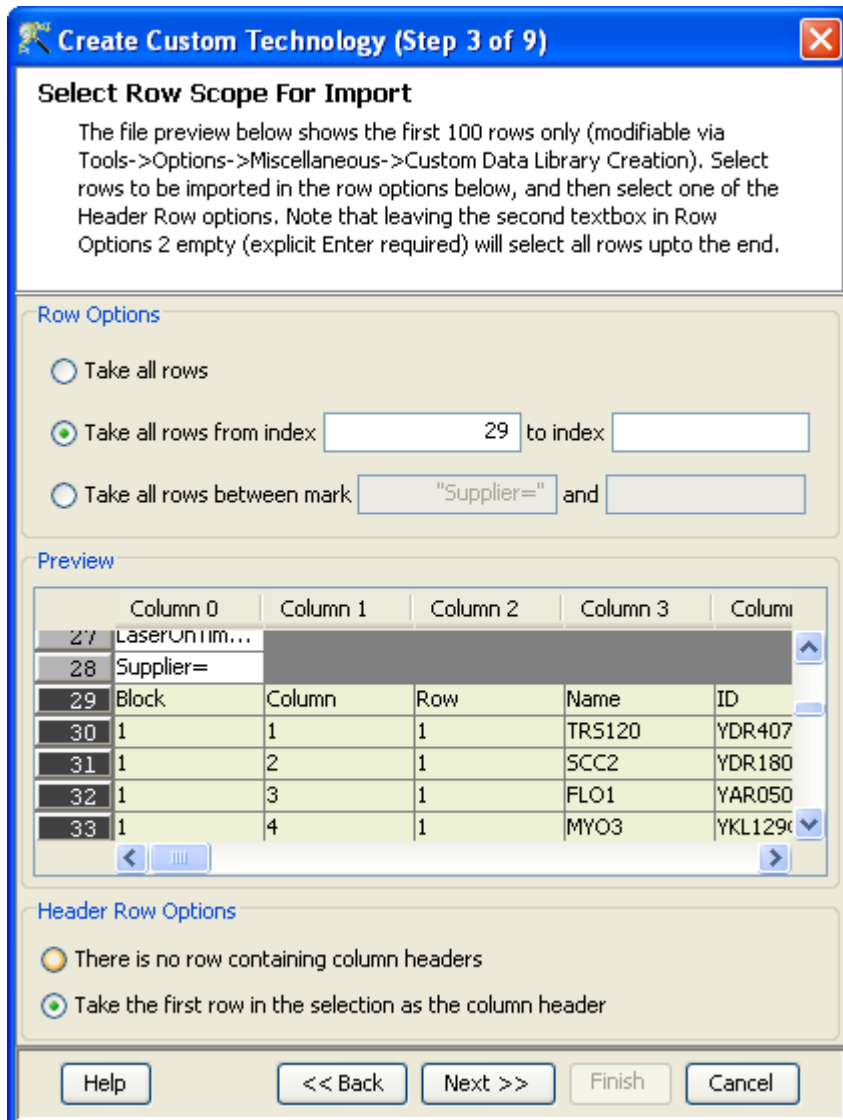 Create Custom Technology (Step 3 of 9)
Select Row Scope For Import
The file preview below shows the first 100 rows only (modifiable via
Tools->Options->Miscellaneous->Custom Data Library Creation). Select
rows to be imported in the row options below, and then select one of the
Header Row options. Note that leaving the second textbox in Row
Options 2 empty (explicit Enter required) will select all rows upto the end.
Row Options
Take all rows
Take all rows from index 29 to index
Take all rows between mark "Supplier=" and
Preview
Column 0 Column 1 Column 2 Column 3 Colum
27 LaserOnTim...
28 Supplier=
29 Block Column Row Name ID
30 1 1 1 TRS120 YDR407
31 1 2 1 SCC2 YDR180
32 1 3 1 FLO1 YAR050
33 1 4 1 MYO3 YKL129
Header Row Options
There is no row containing column headers
Take the first row in the selection as the column header
Help << Back Next >> Finish Cancel